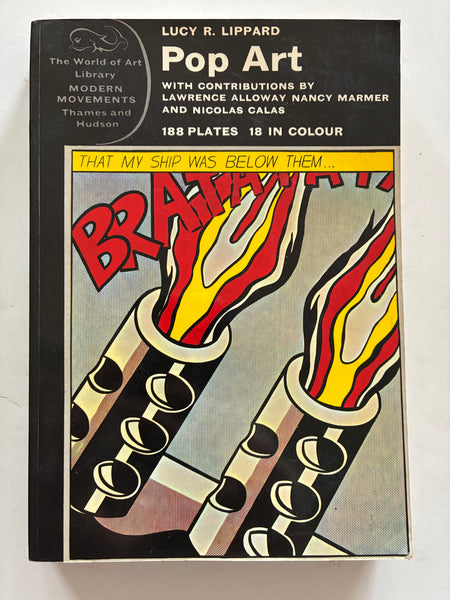 LUCY R. LIPPARD
Pop Art
WITH CONTRIBUTIONS BY
LAWRENCE ALLOWAY NANCY MARMER
AND NICOLAS CALAS
188 PLATES 18 IN COLOUR
The World of Art
Library
MODERN
MOVEMENTS
Thames and
Hudson
THAT MY SHIP WAS BELOW THEM...
BRATATATATA